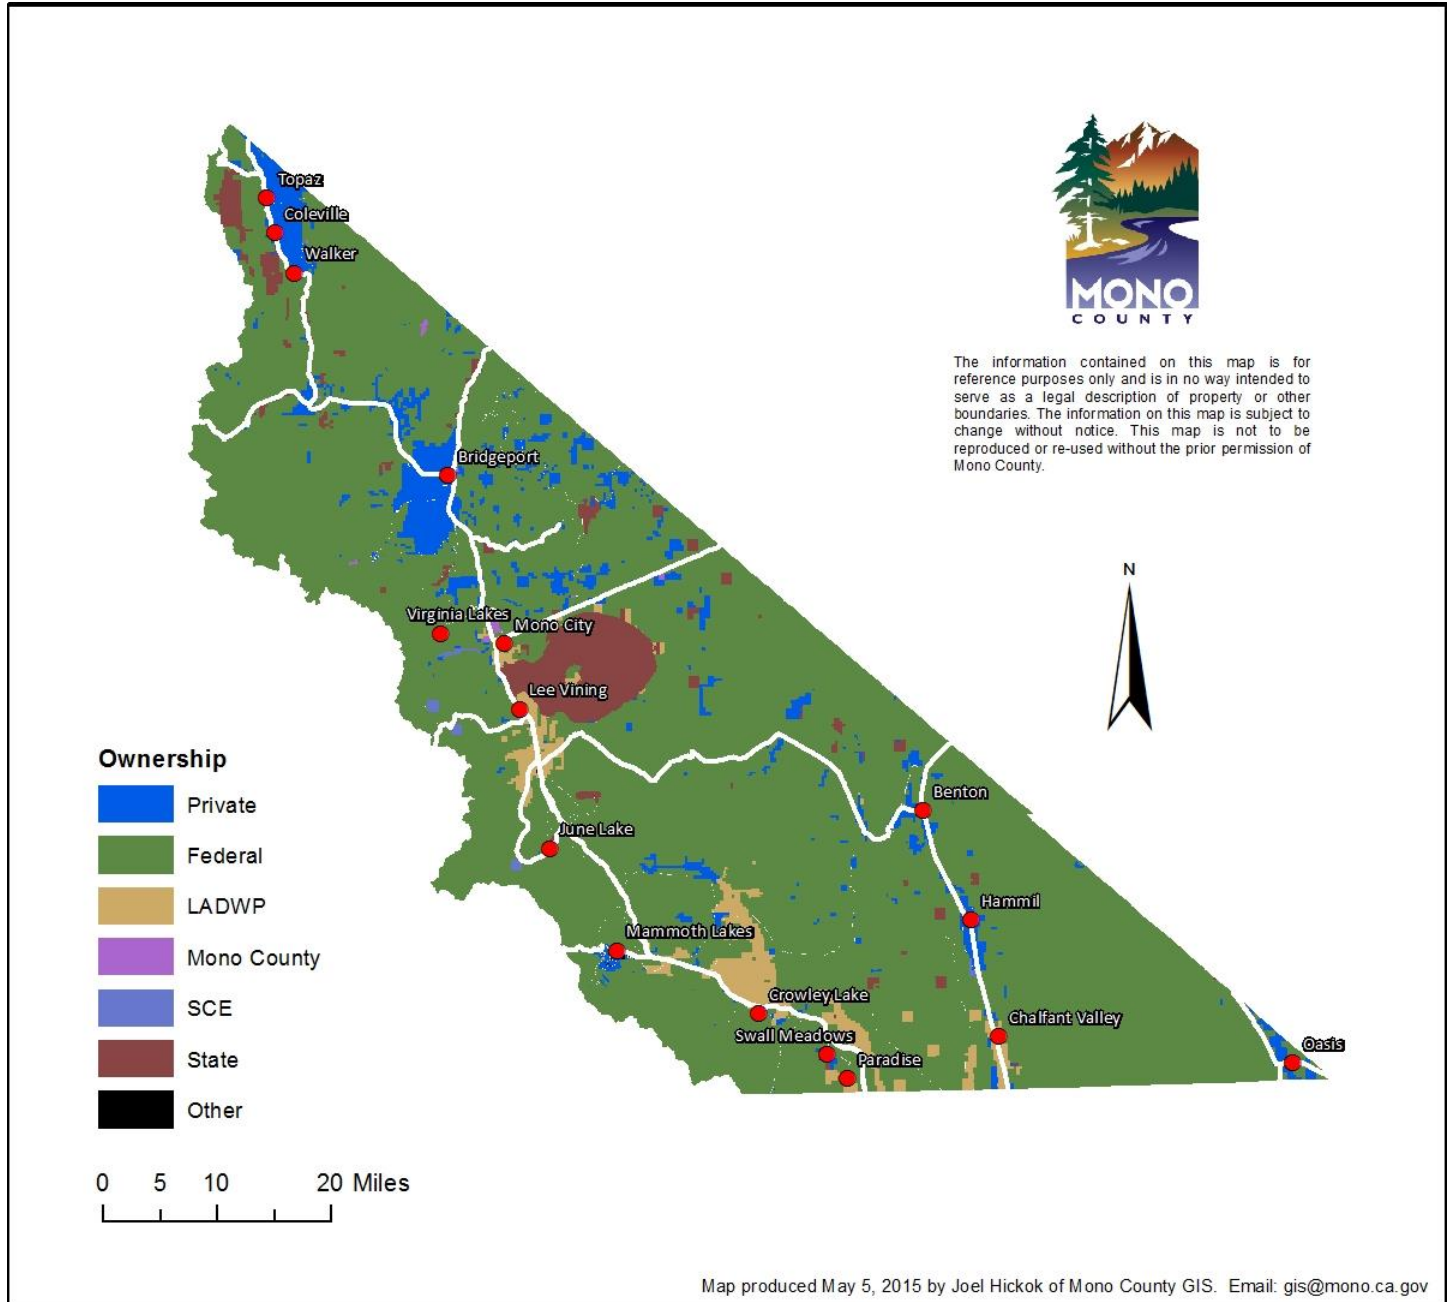 Topaz
Coleville
Walker
MONO
COUNTY
The information contained on this map is for
reference purposes only and is in no way intended to
serve as a legal description of property or other
boundaries. The information on this map is subject to
change without notice. This map is not to be
reproduced or re-used without the prior permission of
Mono County.
Bridgeport
N
Virginia Lakes
Mono City
Lee Vining
Ownership
Private
Federal
LADWP
Mono County
SCE
State
Other
Benton
June Lake
Hammil
Mammoth Lakes
Crowley Lake
Chalfant Valley
Swall Meadows
Paradise
Oasis
0 5 10 20 Miles
Map produced May 5, 2015 by Joel Hickok of Mono County GIS. Email: gis@mono.ca.gov